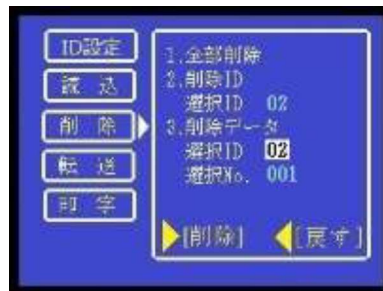 ID設定
読 込
削 除
転 送
印 字
1.全部削除
2.削除ID
選択ID 02
3.削除データ
選択ID 02
選択No. 001
[削除]
[戻す]